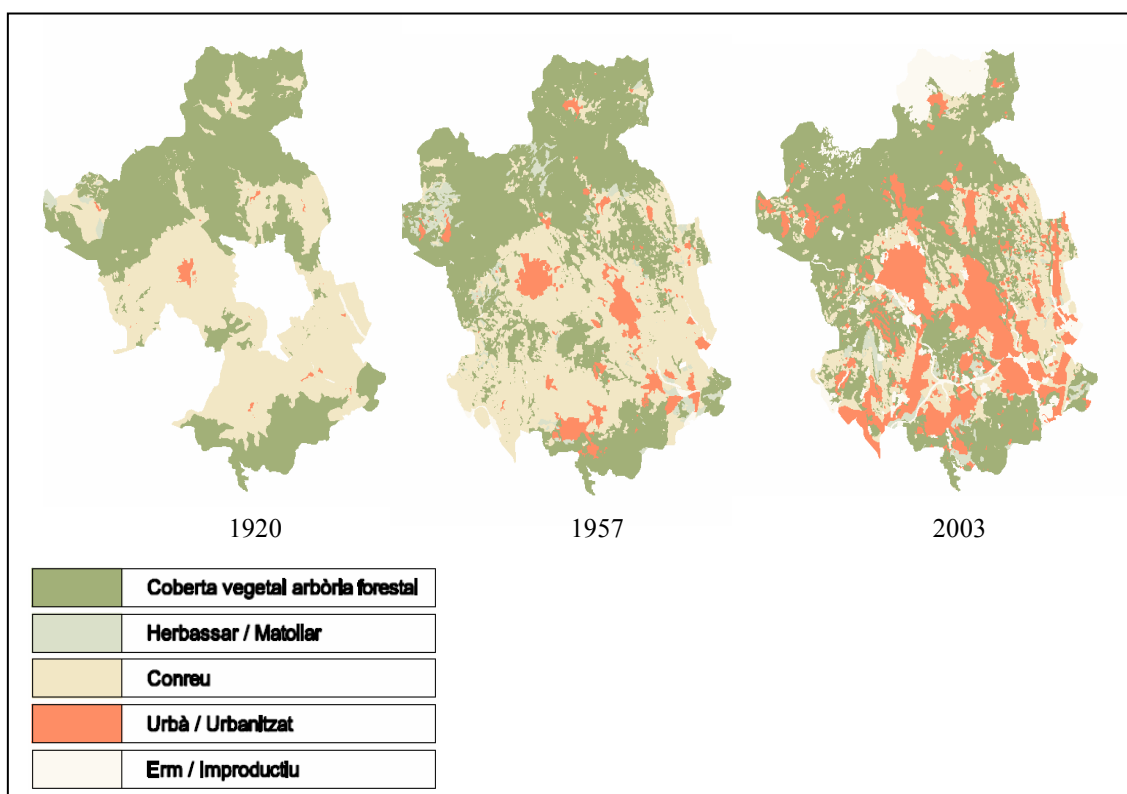 1920
1957
2003
Coberta vegetal arbòria forestal
Herbassar / Matollar
Conreu
Urbà / Urbanitzat
Erm / Improductiu